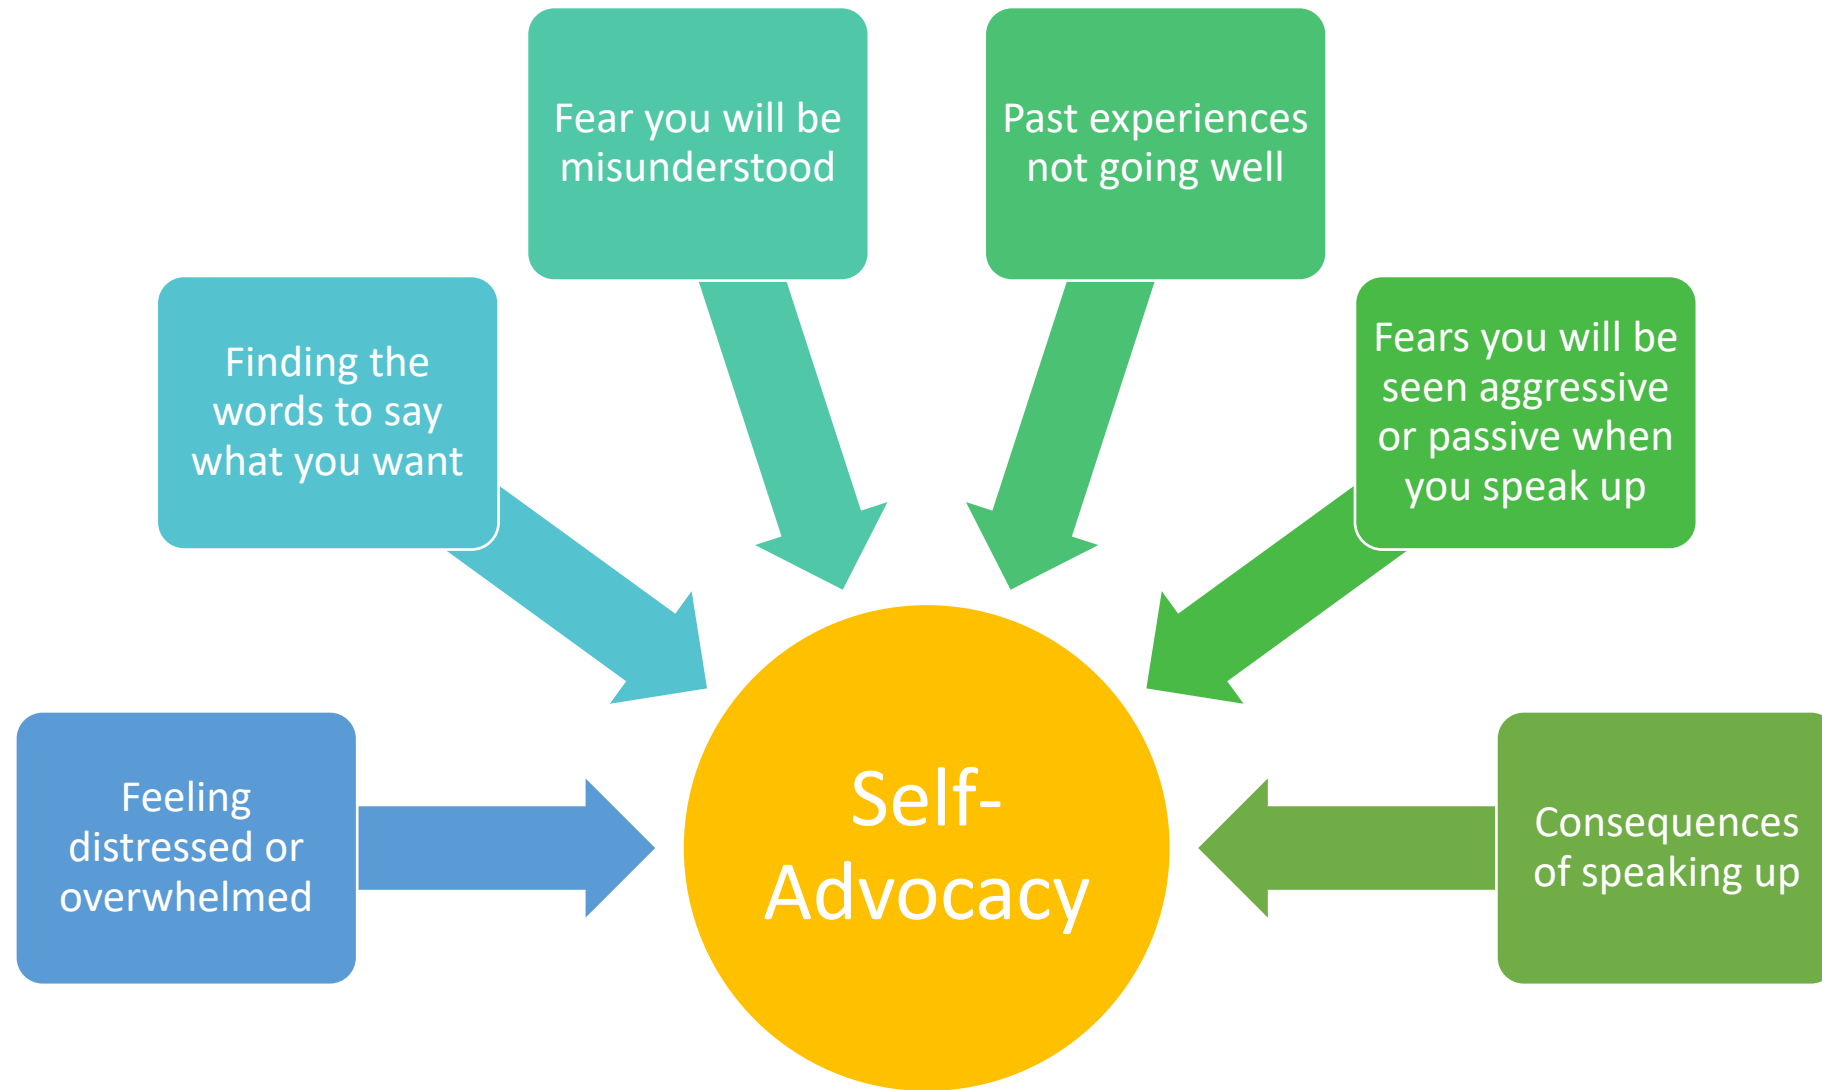 Fear you will be
misunderstood
Past experiences
not going well
Finding the
words to say
what you want
Fears you will be
seen aggressive
or passive when
you speak up
Feeling
distressed or
overwhelmed
Self-
Advocacy
Consequences
of speaking up